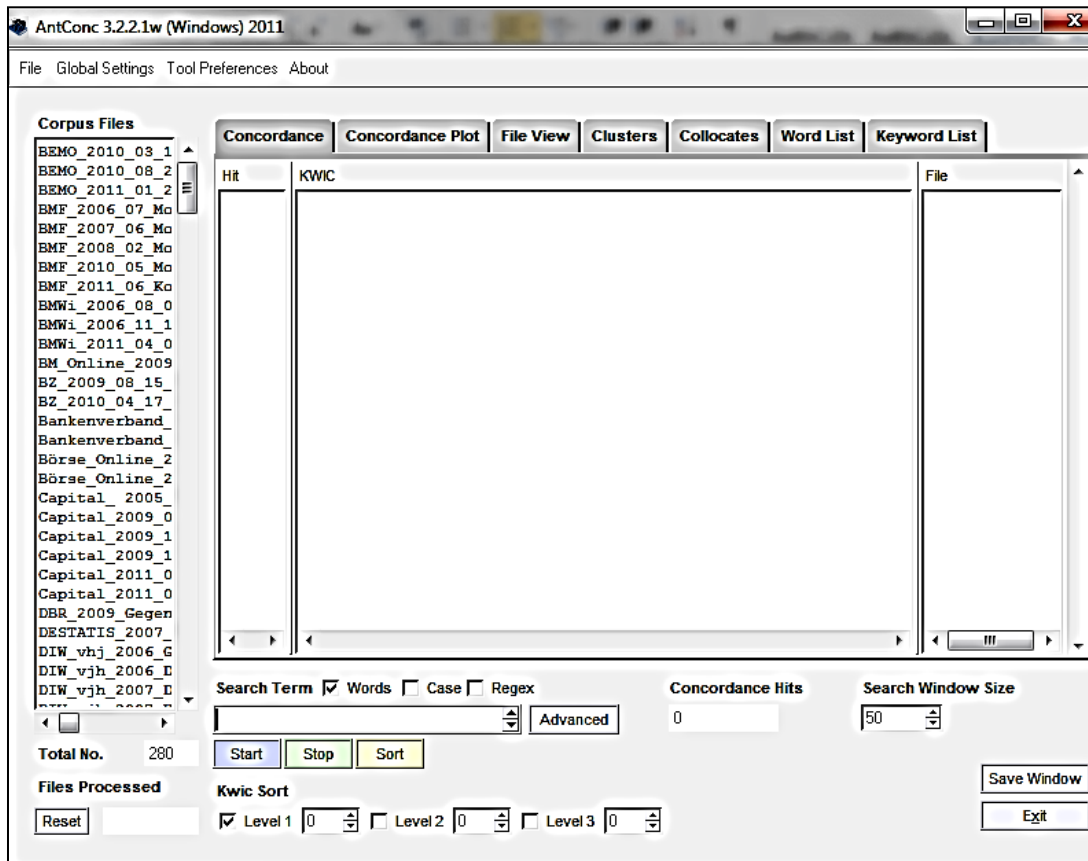 AntConc 3.2.2.1w (Windows) 2011
File Global Settings Tool Preferences About
Corpus Files
BEMO_2010_03_1
BEMO_2010_08_2
BEMO_2011_01_2
BMF_2006_07_Mo
BMF_2007_06_Mo
BMF_2008_02_Mo
BMF_2010_05_Mo
BMF_2011_06_Ko
BMWi_2006_08_0
BMWi_2006_11_1
BMWi_2011_04_0
BM_Online_2009
BZ_2009_08_15_
BZ_2010_04_17_
Bankenverband_
Bankenverband_
Börse_Online_2
Börse_Online_2
Capital_ 2005_
Capital_2009_0
Capital_2009_1
Capital_2009_1
Capital_2011_0
Capital_2011_0
DBR_2009_Gegen
DESTATIS_2007_
DIW_vhj_2006_G
DIW_vjh_2006_D
DIW_vjh_2007_D
Total No. 280
Files Processed
Reset
Concordance Concordance Plot File View Clusters Collocates Word List Keyword List
Hit KWIC File
Search Term Words Case Regex Concordance Hits Search Window Size
Advanced 0 50
Start Stop Sort
Kwic Sort
Level 1 0 Level 2 0 Level 3 0
Save Window
Exit